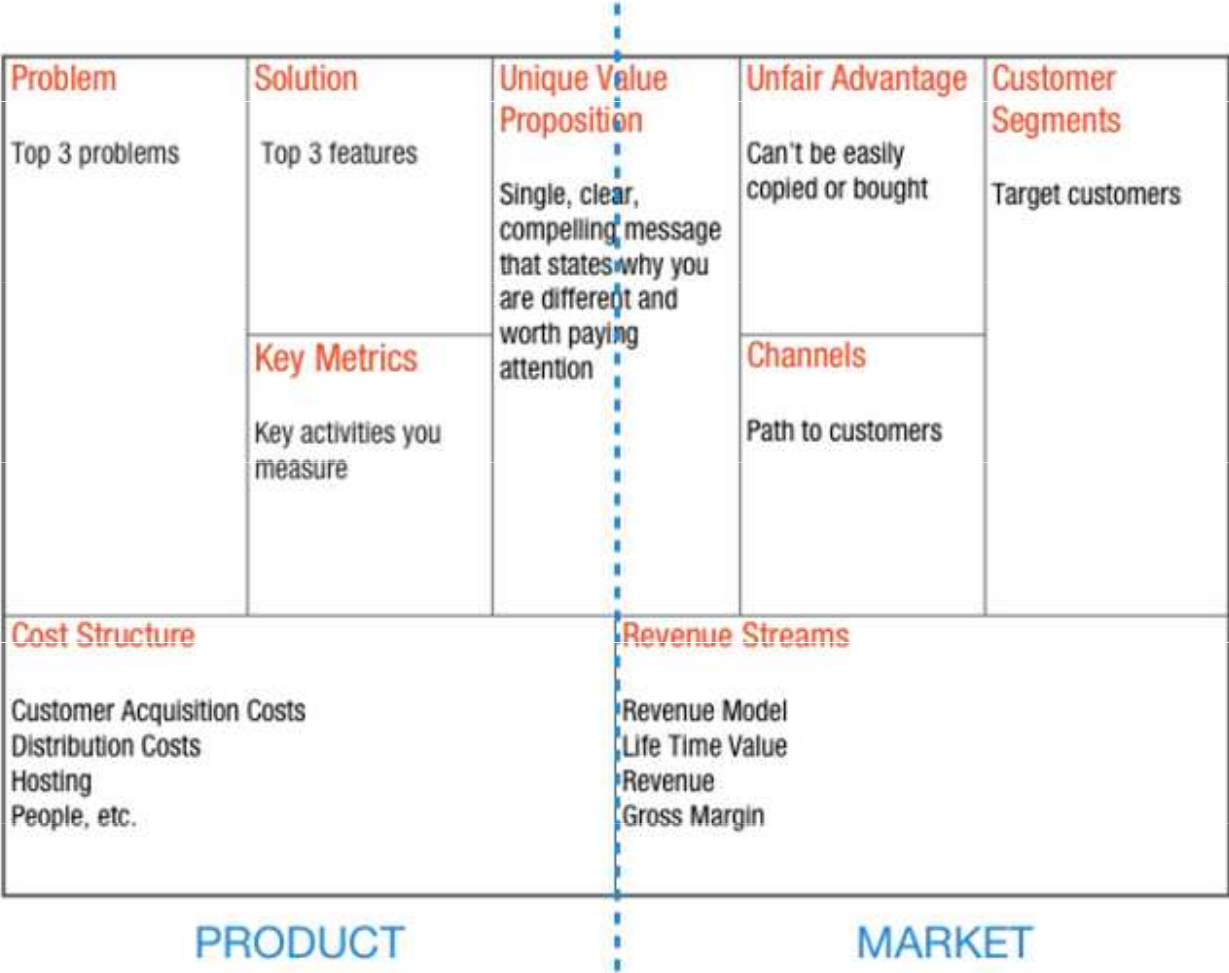 Problem
Top 3 problems
Solution
Top 3 features
Key Metrics
Key activities you
measure
Unique Value
Proposition
Single, clear,
compelling message
that states why you
are different and
worth paying
attention
Unfair Advantage
Can't be easily
copied or bought
Channels
Path to customers
Customer
Segments
Target customers
Cost Structure
Customer Acquisition Costs
Distribution Costs
Hosting
People, etc.
Revenue Streams
Revenue Model
Life Time Value
Revenue
Gross Margin
PRODUCT
MARKET